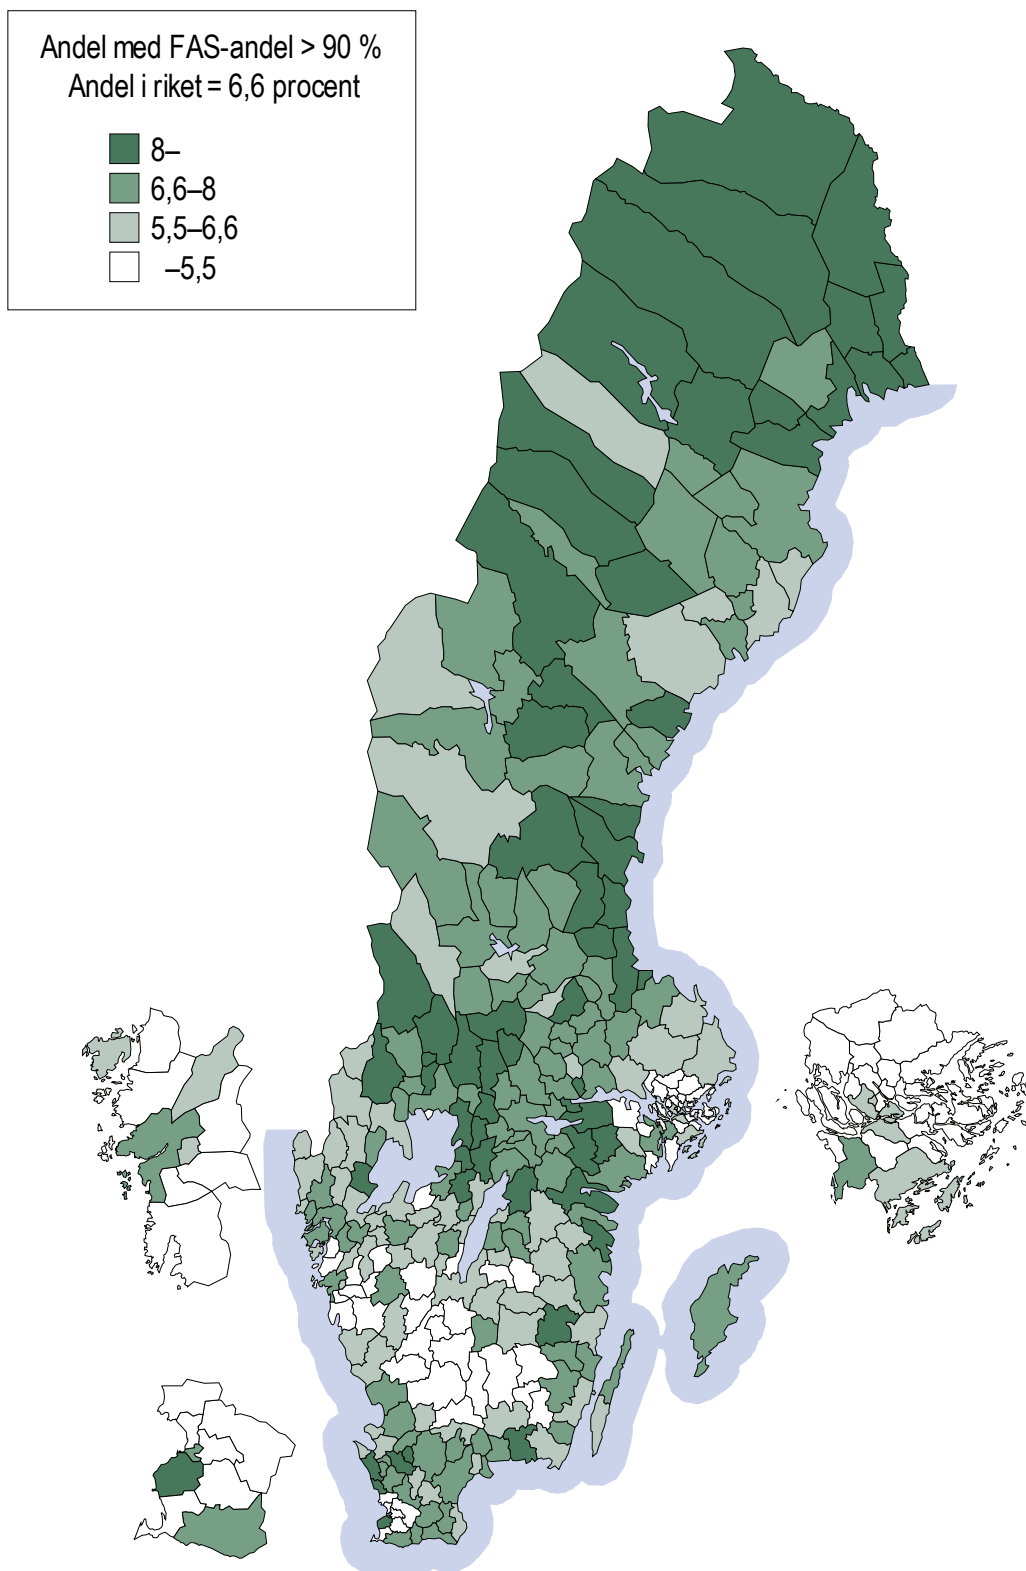 Andel med FAS-andel > 90 %
Andel i riket = 6,6 procent
8–
6,6–8
5,5–6,6
–5,5